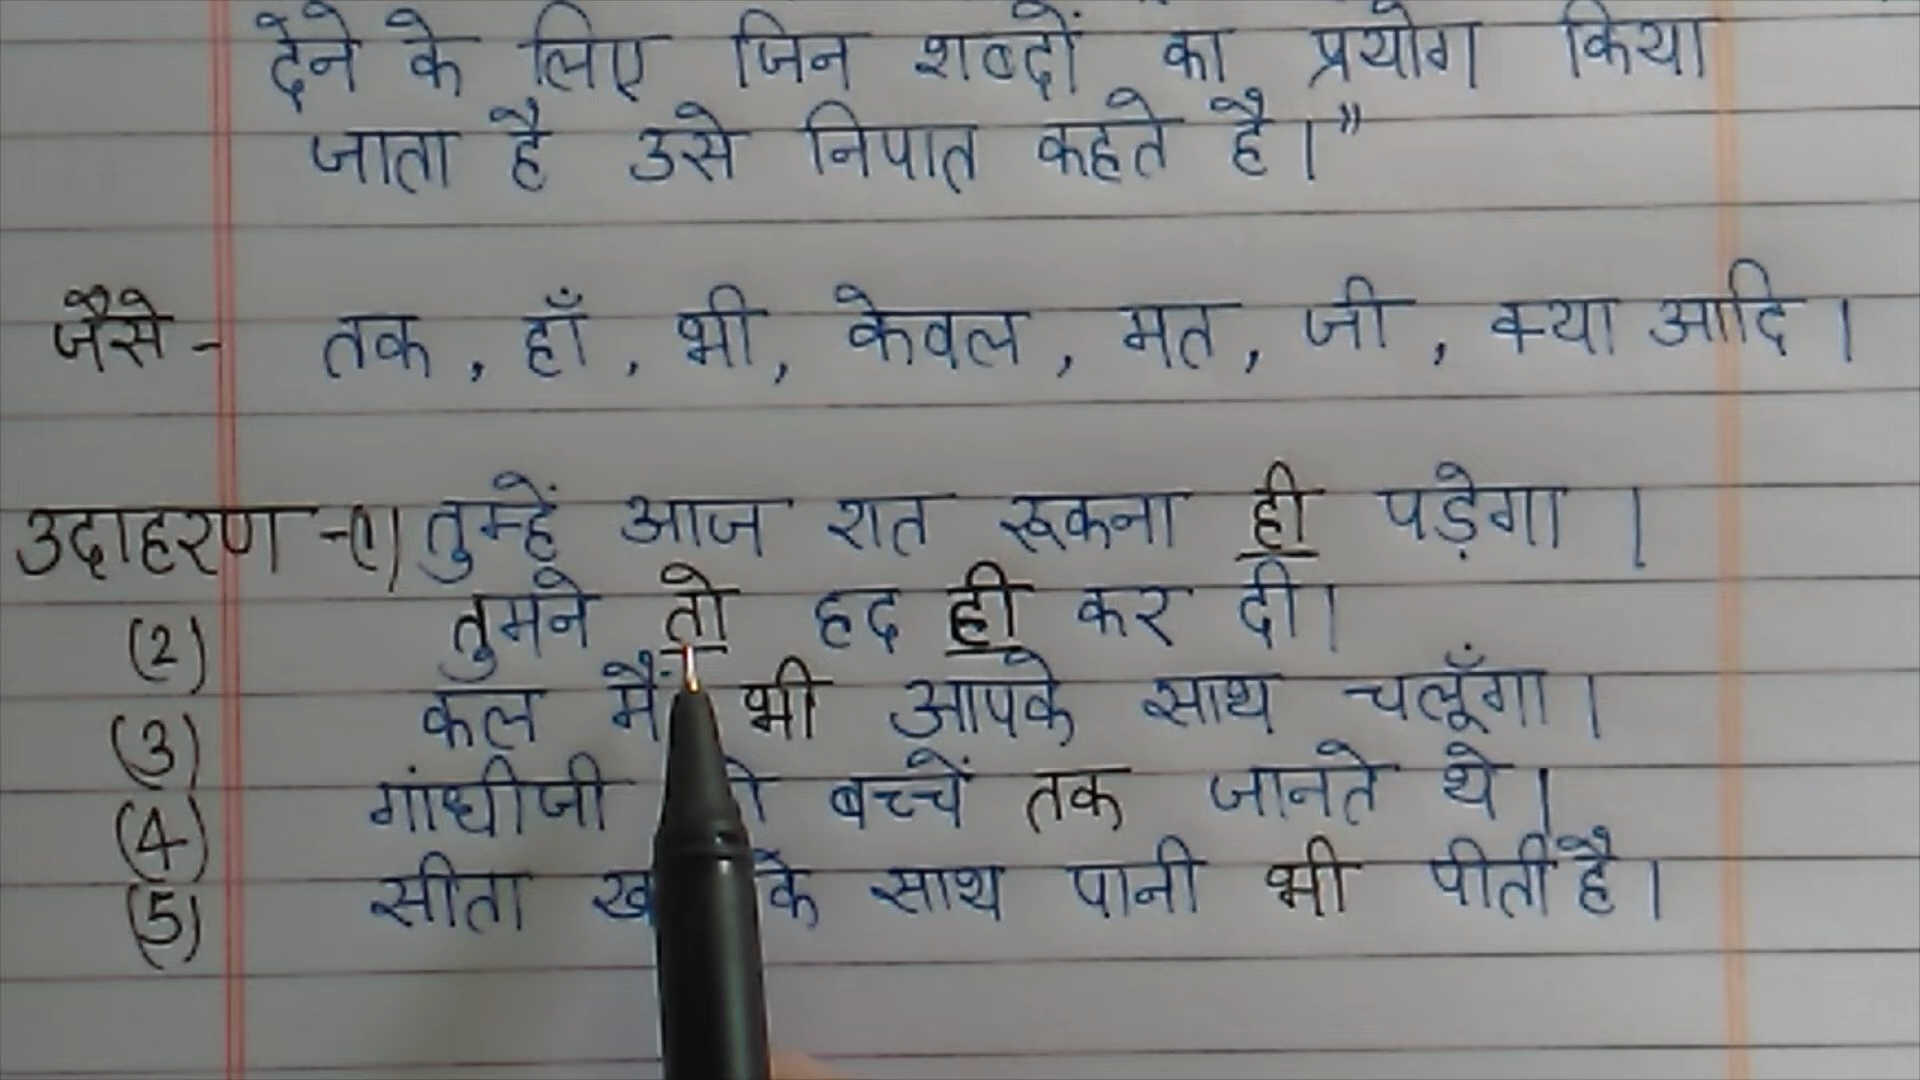 देने के लिए जिन शब्दों का प्रयोग किया
जाता है उसे निपात कहते है।”
जैसे - तक, हाँ, भी, केवल, मत, जी, क्या आदि।
उदाहरण -(1) तुम्हें आज रात रूकना ही पड़ेगा।
(2) तुमने तो हद ही कर दी।
(3) कल मैं भी आपके साथ चलूँगा।
(4) गांधीजी बच्चें तक जानते थे।
(5) सीता के साथ पानी भी पीती है।